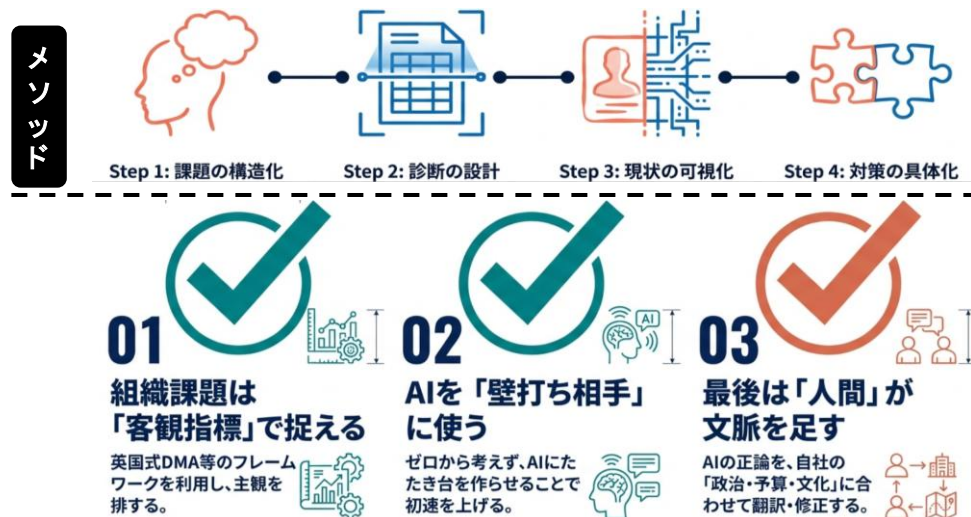 メソッド
Step 1: 課題の構造化
Step 2: 診断の設計
Step 3: 現状の可視化
Step 4: 対策の具体化
01
組織課題は
「客観指標」で捉える
英国式DMA等のフレーム
ワークを利用し、主観を
排する。
AI
02
AIを「壁打ち相手」
に使う
ゼロから考えず、AIにた
たき台を作らせることで
初速を上げる。
03
最後は「人間」が
文脈を足す
AIの正論を、自社の
「政治・予算・文化」に合
わせて翻訳・修正する。